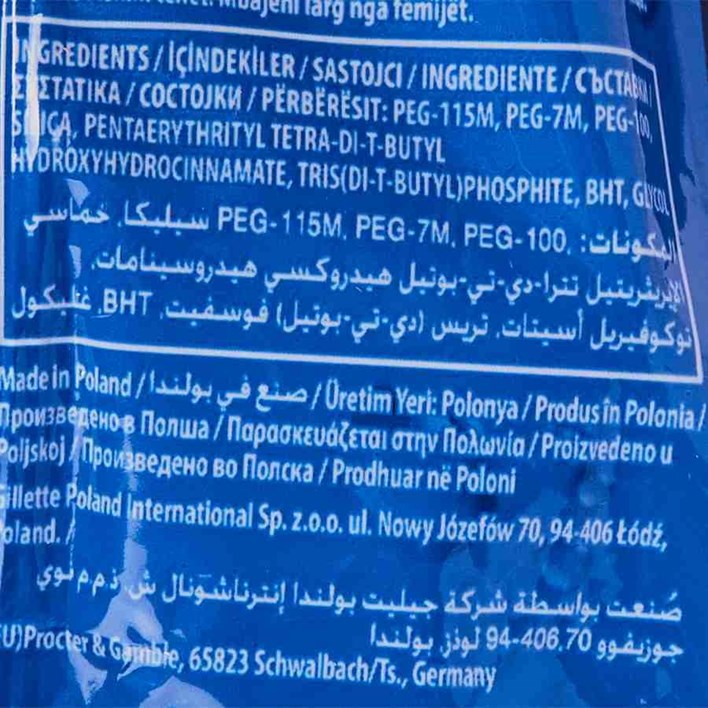 Mbajeni larg nga fëmijët.
INGREDIENTS / İÇİNDEKİLER / SASTOJCI / INGREDIENTE / СЪСТАВКИ /
ΣΥΣΤΑΤΙΚΑ / СОСТОЈКИ / PËRBËRËSIT: PEG-115M, PEG-7M, PEG-100,
SILICA, PENTAERYTHRITYL TETRA-DI-T-BUTYL
HYDROXYHYDROCINNAMATE, TRIS(DI-T-BUTYL)PHOSPHITE, BHT, GLYCOL
المكونات: PEG-115M, PEG-7M, PEG-100, سيليكا, خماسي
الإيريثريتيل تترا-دي-تي-بوتيل هيدروكسي هيدروسينامات,
توكوفيريل أسيتات, تريس (دي-تي-بوتيل) فوسفيت, BHT, غليكول
Made in Poland / صنع في بولندا / Üretim Yeri: Polonya / Produs în Polonia /
Произведено в Полша / Παρασκευάζεται στην Πολωνία / Proizvedeno u
Poljskoj / Произведено во Полска / Prodhuar në Poloni
Gillette Poland International Sp. z.o.o. ul. Nowy Józefów 70, 94-406 Łódź,
Poland. /
صُنعت بواسطة شركة جيليت بولندا إنترناشونال ش.ذ.م.م نوي
جوزيفوو 94-406,70 لودز, بولندا
(EU)Procter & Gamble, 65823 Schwalbach/Ts., Germany